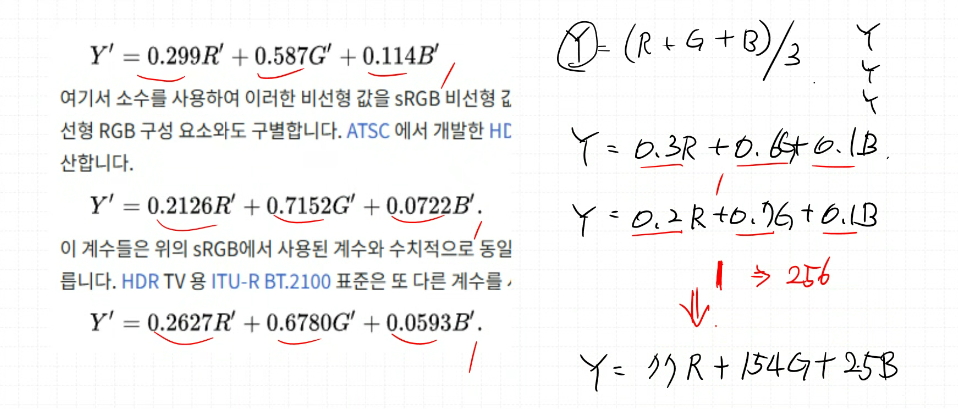 Y′ = 0.299R′ + 0.587G′ + 0.114B′
여기서 소수를 사용하여 이러한 비선형 값을 sRGB 비선형 값
선형 RGB 구성 요소와도 구별합니다. ATSC 에서 개발한 HD
산합니다.
Y′ = 0.2126R′ + 0.7152G′ + 0.0722B′.
이 계수들은 위의 sRGB에서 사용된 계수와 수치적으로 동일
릅니다. HDR TV 용 ITU-R BT.2100 표준은 또 다른 계수를
Y′ = 0.2627R′ + 0.6780G′ + 0.0593B′.
Y = (R + G + B)/3
Y
Y
Y
Y = 0.3R + 0.6G + 0.1B
Y = 0.2R + 0.7G + 0.1B
1 ⇒ 256
Y = 77R + 154G + 25B